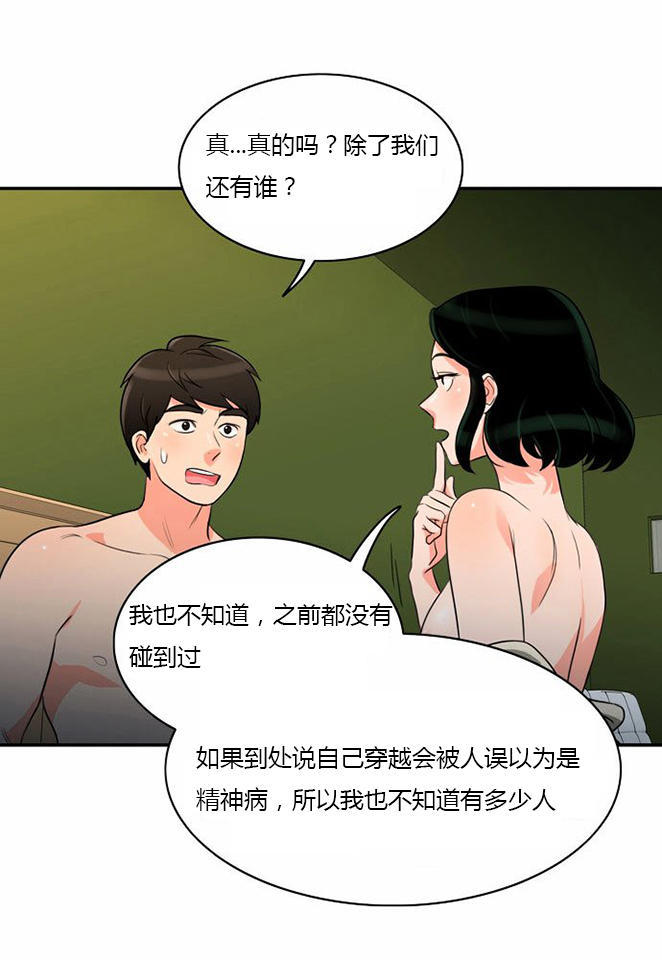 真...真的吗？除了我们
还有谁？
我也不知道，之前都没有
碰到过
如果到处说自己穿越会被人误以为是
精神病，所以我也不知道有多少人